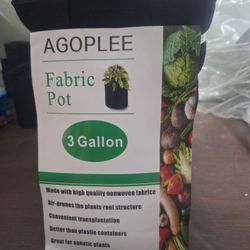 AGOPLEE
Fabric
Pot
3 Gallon
Made with high quality nonwoven fabrice
Air-prunes the plants root structure
Convenient transplantation
Better than plastic containers
Great for aquatic plants